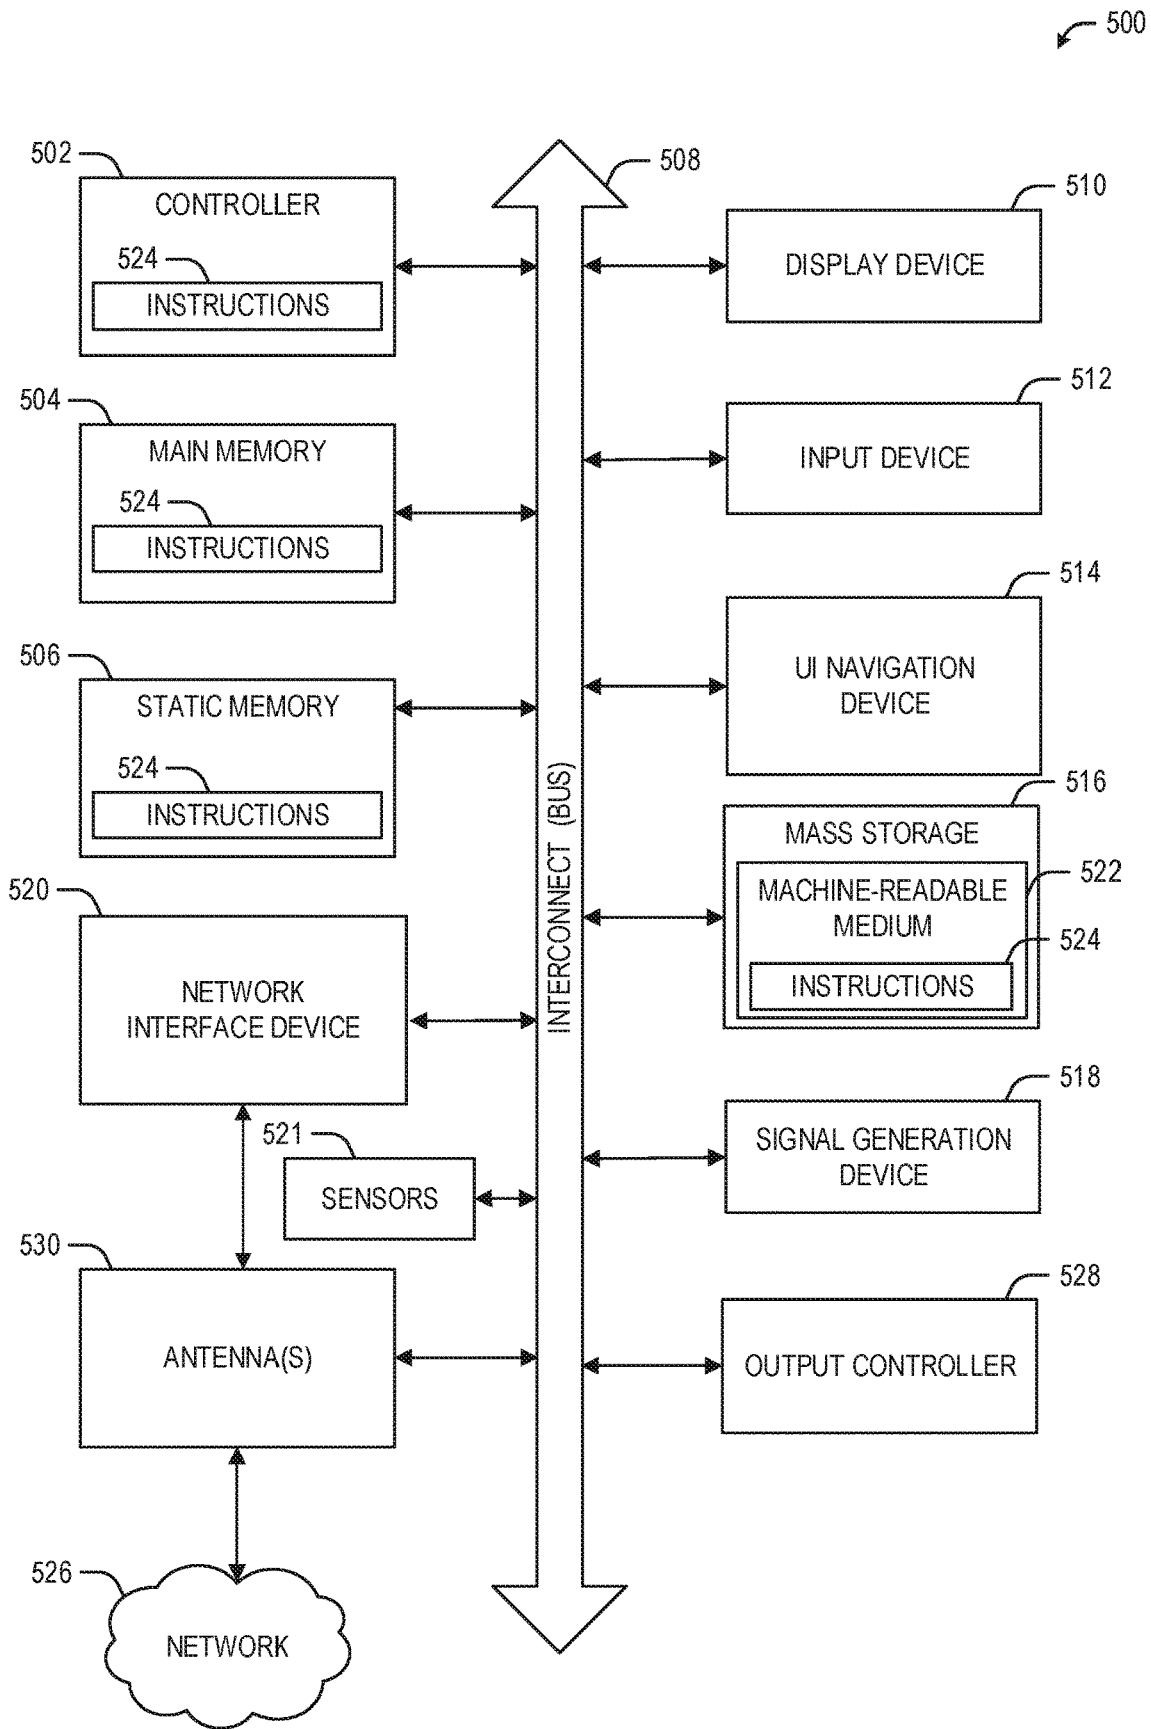 500
502
CONTROLLER
524
INSTRUCTIONS
504
MAIN MEMORY
524
INSTRUCTIONS
506
STATIC MEMORY
524
INSTRUCTIONS
520
NETWORK
INTERFACE DEVICE
521
SENSORS
530
ANTENNA(S)
526
NETWORK
508
INTERCONNECT (BUS)
510
DISPLAY DEVICE
512
INPUT DEVICE
514
UI NAVIGATION
DEVICE
516
MASS STORAGE
522
MACHINE-READABLE
MEDIUM
524
INSTRUCTIONS
518
SIGNAL GENERATION
DEVICE
528
OUTPUT CONTROLLER